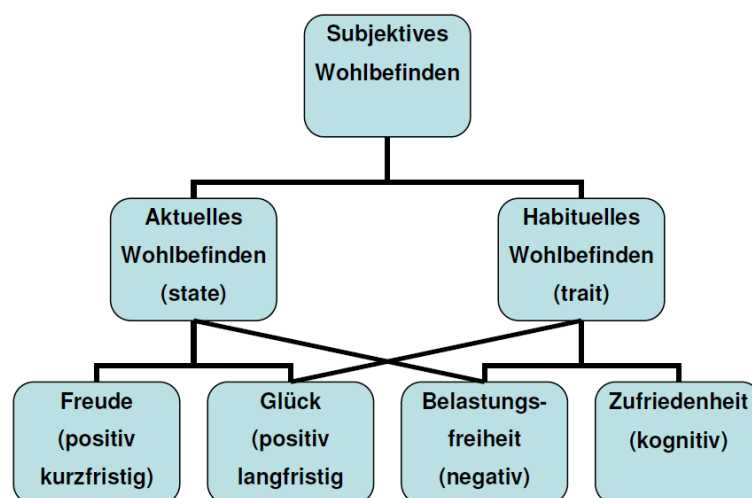 Subjektives
Wohlbefinden
Aktuelles
Wohlbefinden
(state)
Habituelles
Wohlbefinden
(trait)
Freude
(positiv
kurzfristig)
Glück
(positiv
langfristig
Belastungs-
freiheit
(negativ)
Zufriedenheit
(kognitiv)